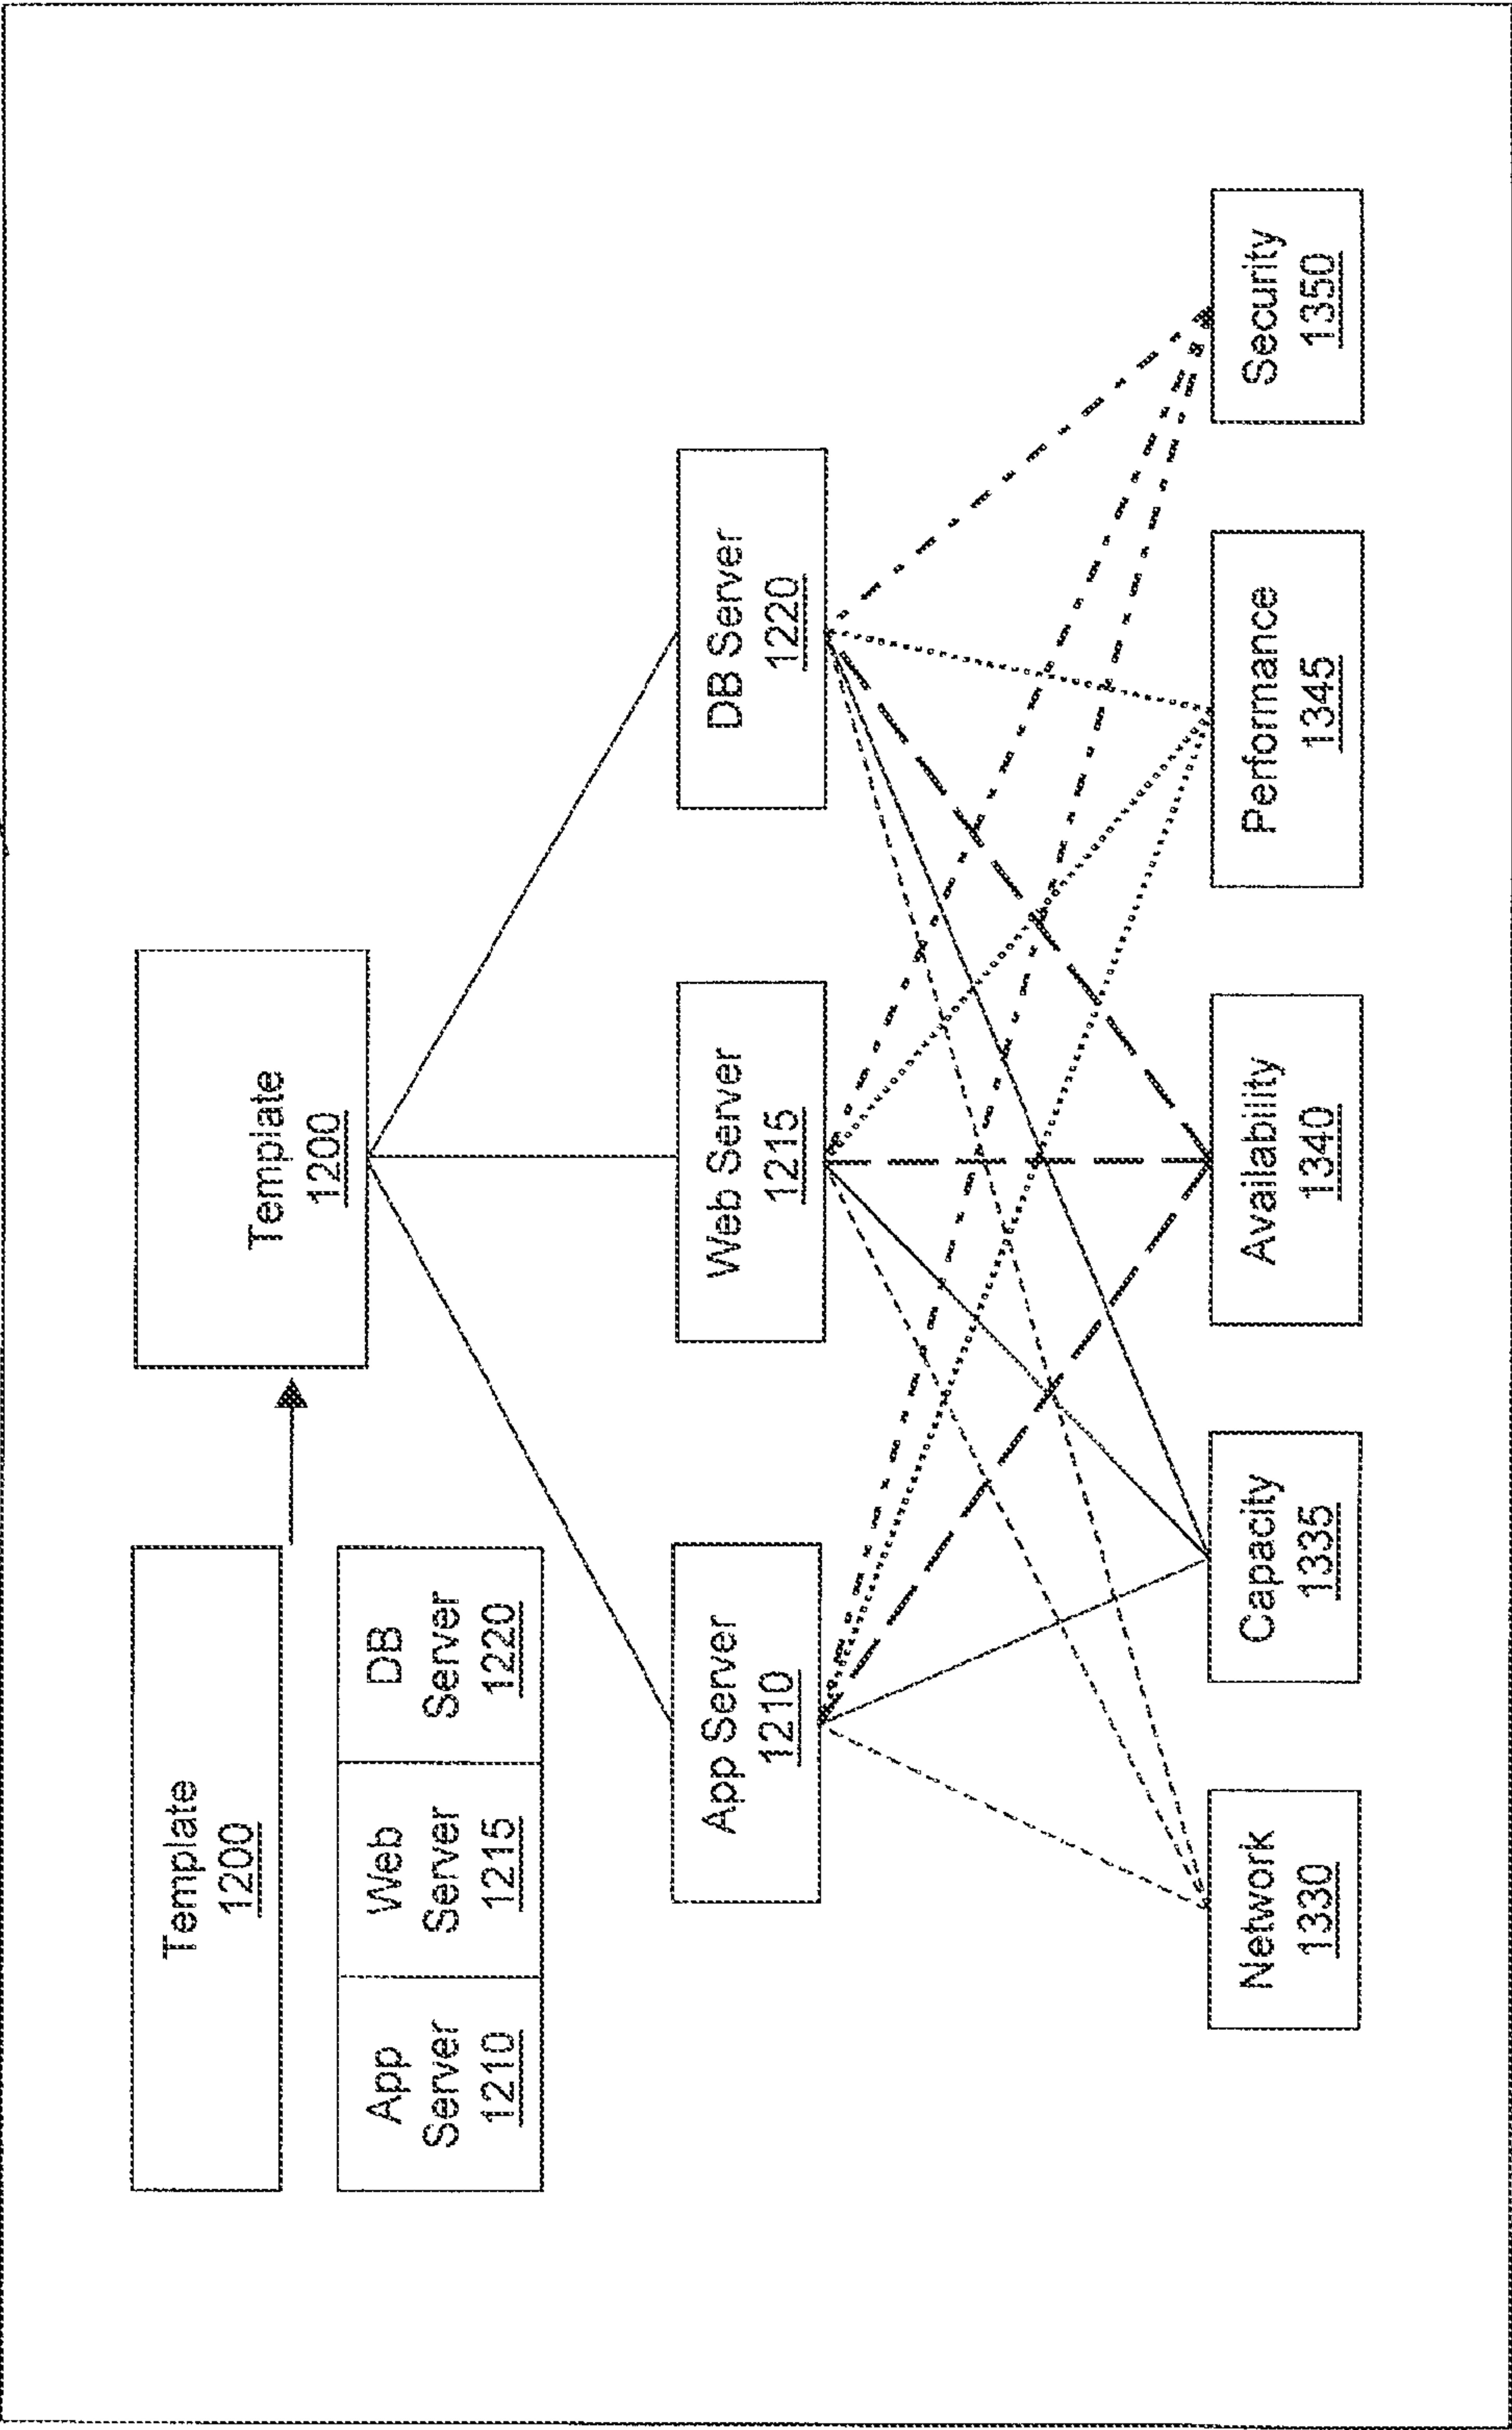 Template
1200
App
Server
1210
Web
Server
1215
DB
Server
1220
Template
1200
App Server
1210
Web Server
1215
DB Server
1220
Network
1330
Capacity
1335
Availability
1340
Performance
1345
Security
1350